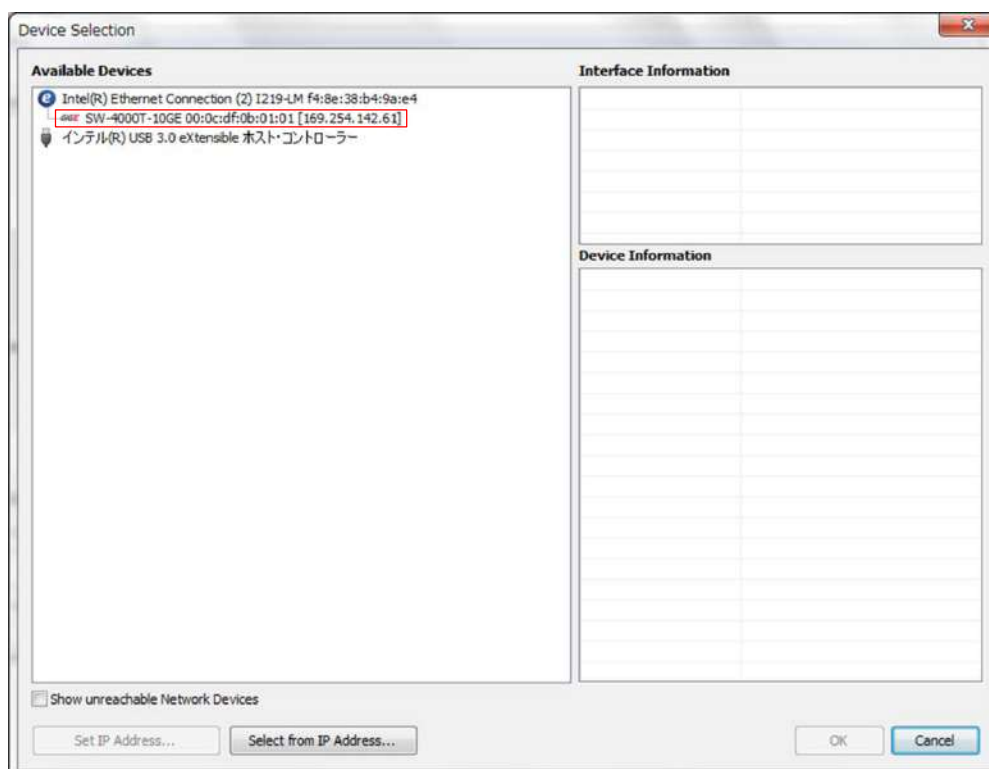 Device Selection
Available Devices
Intel(R) Ethernet Connection (2) I219-LM f4:8e:38:b4:9a:e4
SW-4000T-10GE 00:0c:df:0b:01:01 [169.254.142.61]
インテル(R) USB 3.0 eXtensible ホスト・コントローラー
Interface Information
Device Information
Show unreachable Network Devices
Set IP Address...
Select from IP Address...
OK
Cancel